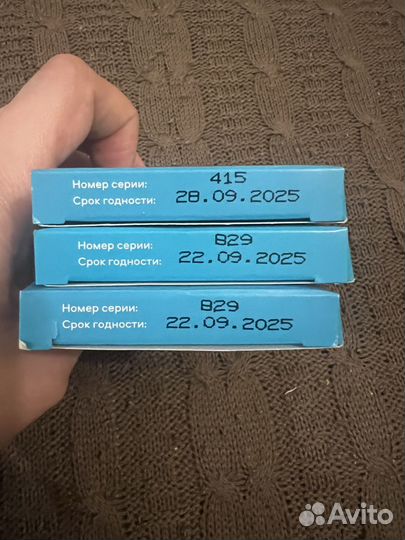 Номер серии: 415
Срок годности: 28.09.2025
Номер серии: B29
Срок годности: 22.09.2025
Номер серии: B29
Срок годности: 22.09.2025
Avito